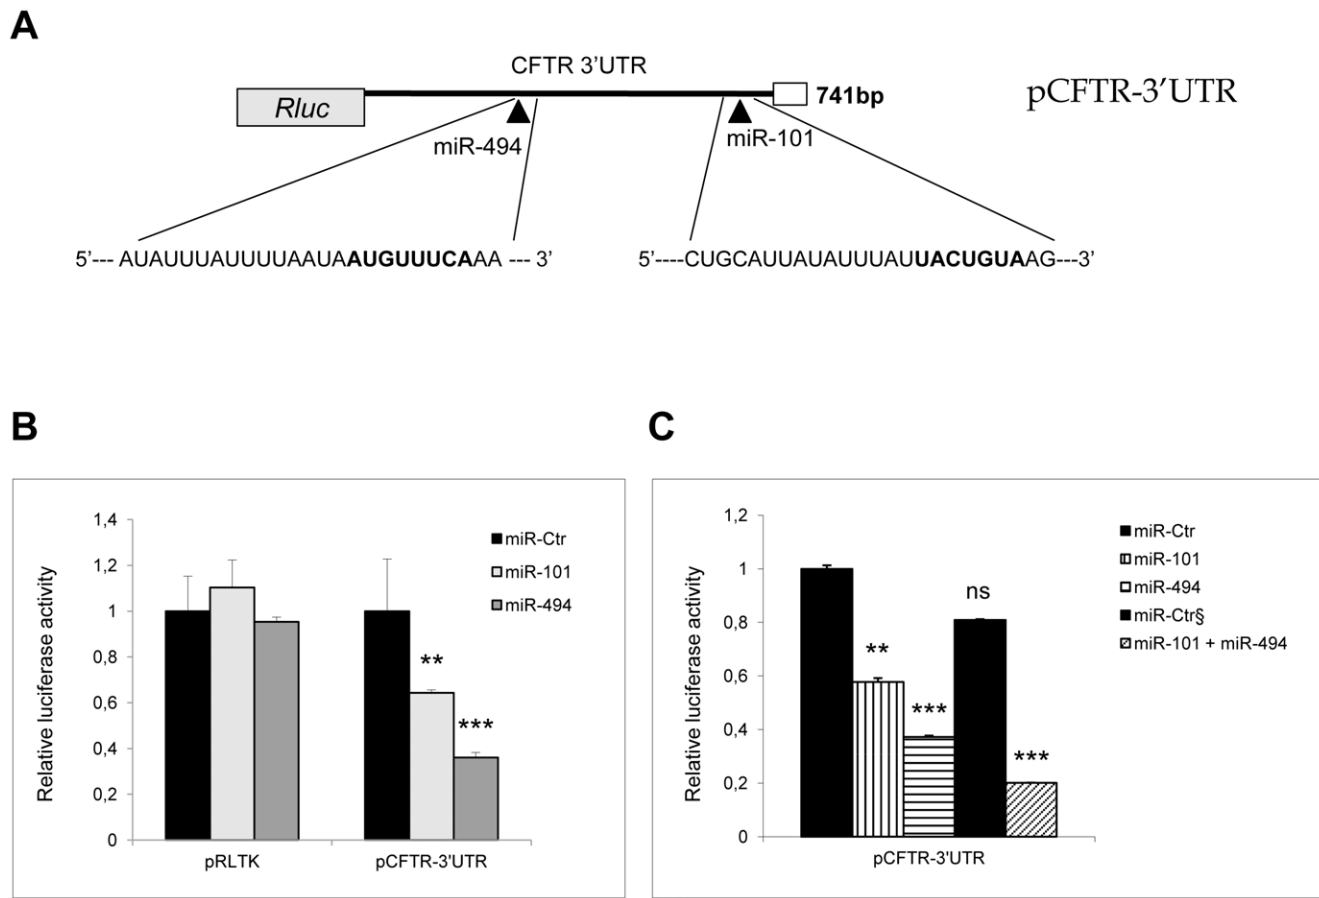 A
CFTR 3’UTR
Rluc
741bp
pCFTR-3’UTR
miR-494
miR-101
5’--- AUAUUUAUUUUAAUAAUGUUUCAAA --- 3’
5’----CUGCAUUAUAUUUAUUACUGUAAG---3’
B
Relative luciferase activity
1,4
1,2
1
0,8
0,6
0,4
0,2
0
**
***
miR-Ctr
miR-101
miR-494
pRLTK
pCFTR-3'UTR
C
Relative luciferase activity
1,2
1
0,8
0,6
0,4
0,2
0
**
***
ns
***
miR-Ctr
miR-101
miR-494
miR-Ctr§
miR-101 + miR-494
pCFTR-3'UTR